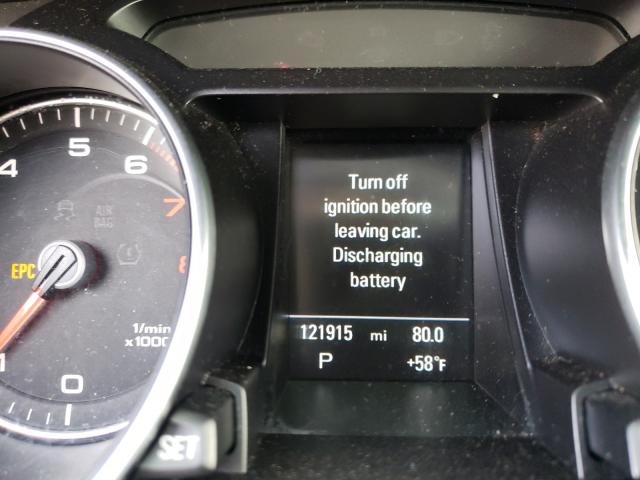 4
5
6
7
8
AIR
BAG
EPC
1/min
x1000
1
0
SET
Turn off
ignition before
leaving car.
Discharging
battery
121915 mi 80.0
P +58°F